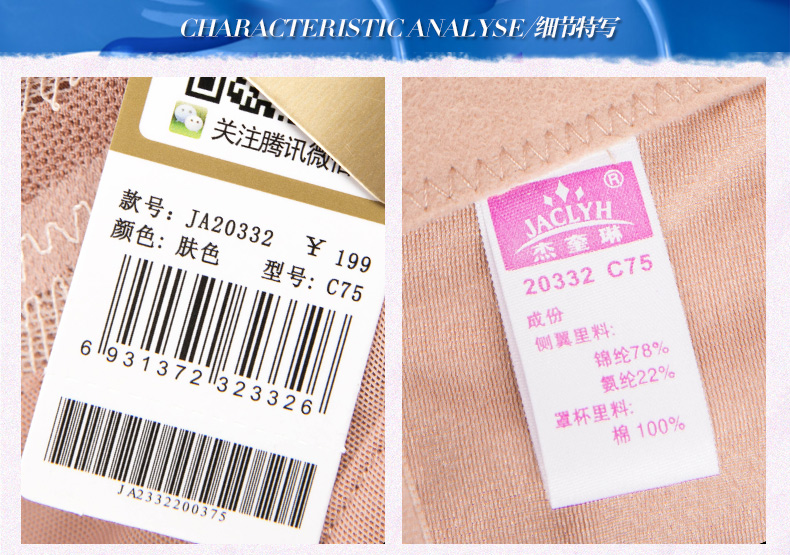 CHARACTERISTIC ANALYSE/细节特写
关注腾讯微信
款号: JA20332
¥ 199
颜色: 肤色
型号: C75
6 931372 323326
JA2332200375
®
JACLYH
杰奎琳
20332 C75
成份
侧翼里料:
锦纶78%
氨纶22%
罩杯里料:
棉 100%